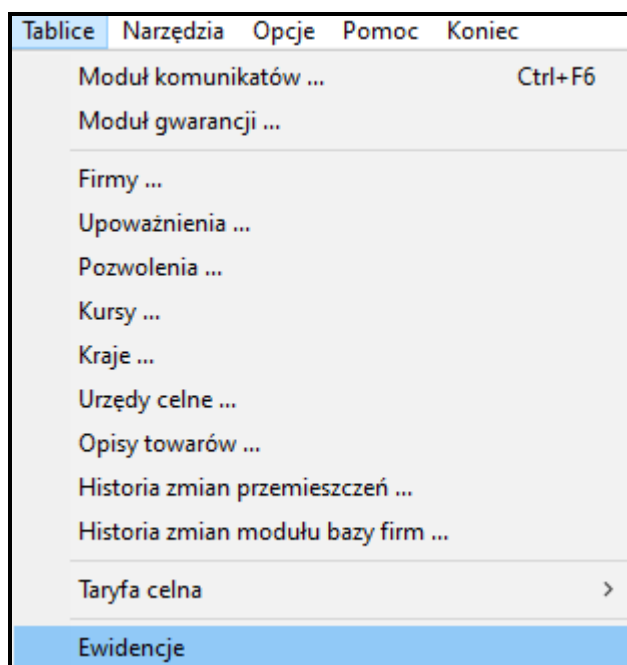 Tablice Narzędzia Opcje Pomoc Koniec
Moduł komunikatów ... Ctrl+F6
Moduł gwarancji ...
Firmy ...
Upoważnienia ...
Pozwolenia ...
Kursy ...
Kraje ...
Urzędy celne ...
Opisy towarów ...
Historia zmian przemieszczeń ...
Historia zmian modułu bazy firm ...
Taryfa celna
Ewidencje